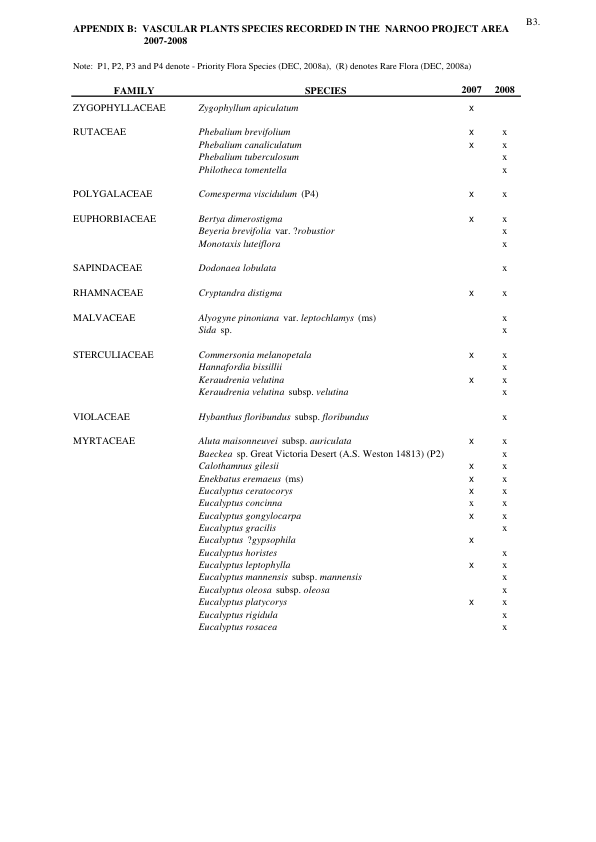 B3.
APPENDIX B: VASCULAR PLANTS SPECIES RECORDED IN THE NARNOO PROJECT AREA
2007-2008
Note: P1, P2, P3 and P4 denote - Priority Flora Species (DEC, 2008a), (R) denotes Rare Flora (DEC, 2008a)
FAMILY SPECIES 2007 2008
ZYGOPHYLLACEAE Zygophyllum apiculatum x
RUTACEAE Phebalium brevifolium x x
Phebalium canaliculatum x x
Phebalium tuberculosum x
Philotheca tomentella x
POLYGALACEAE Comesperma viscidulum (P4) x x
EUPHORBIACEAE Bertya dimerostigma x x
Beyeria brevifolia var. ?robustior x
Monotaxis luteiflora x
SAPINDACEAE Dodonaea lobulata x
RHAMNACEAE Cryptandra distigma x x
MALVACEAE Alyogyne pinoniana var. leptochlamys (ms) x
Sida sp. x
STERCULIACEAE Commersonia melanopetala x x
Hannafordia bissillii x
Keraudrenia velutina x x
Keraudrenia velutina subsp. velutina x
VIOLACEAE Hybanthus floribundus subsp. floribundus x
MYRTACEAE Aluta maisonneuvei subsp. auriculata x x
Baeckea sp. Great Victoria Desert (A.S. Weston 14813) (P2) x
Calothamnus gilesii x x
Enekbatus eremaeus (ms) x x
Eucalyptus ceratocorys x x
Eucalyptus concinna x x
Eucalyptus gongylocarpa x x
Eucalyptus gracilis x
Eucalyptus ?gypsophila x
Eucalyptus horistes x
Eucalyptus leptophylla x x
Eucalyptus mannensis subsp. mannensis x
Eucalyptus oleosa subsp. oleosa x
Eucalyptus platycorys x x
Eucalyptus rigidula x
Eucalyptus rosacea x